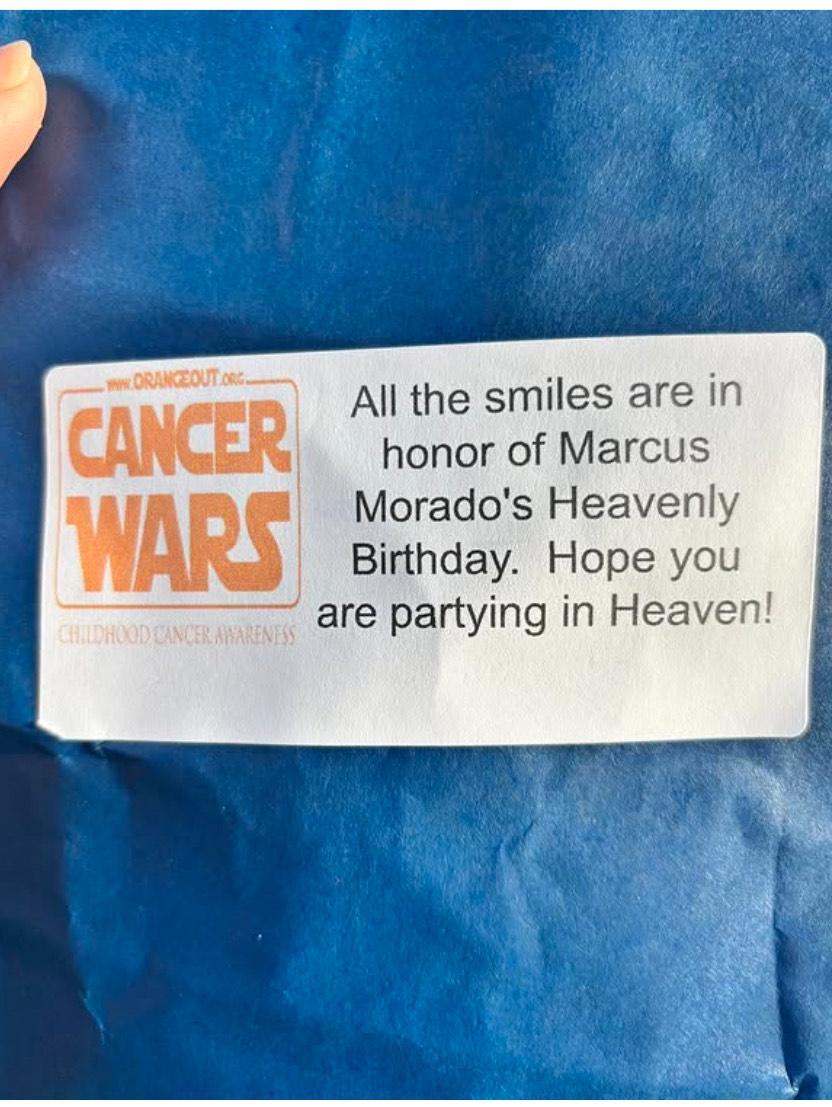 www.ORANGEOUT.ORG
CANCER
WARS
CHILDHOOD CANCER AWARENESS
All the smiles are in
honor of Marcus
Morado's Heavenly
Birthday.  Hope you
are partying in Heaven!